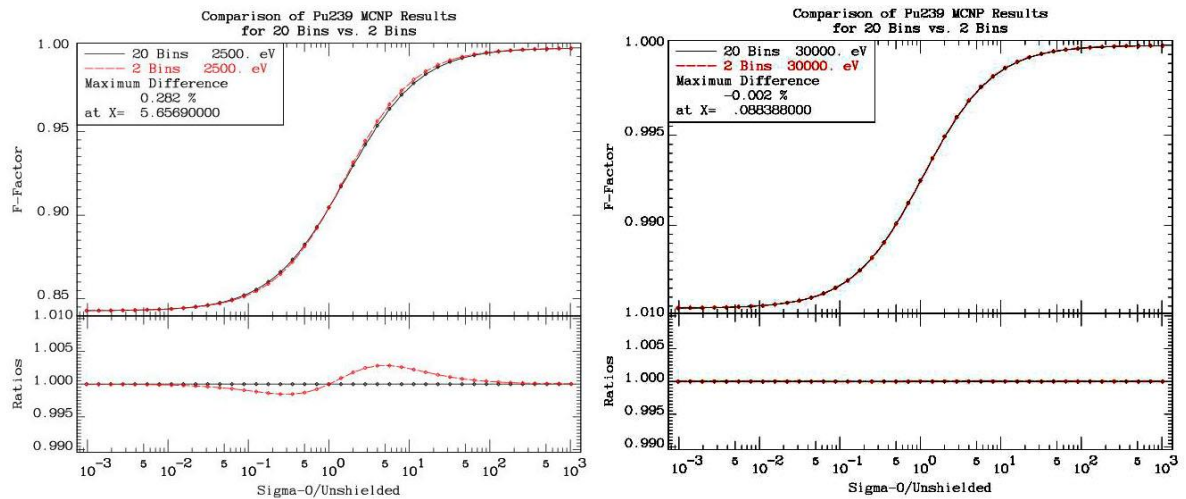 Comparison of Pu239 MCNP Results
for 20 Bins vs. 2 Bins
1.00
20 Bins 2500. eV
2 Bins 2500. eV
Maximum Difference
0.282 %
at X= 5.65690000
0.95
0.90
0.85
F-Factor
1.010
1.005
1.000
0.995
0.990
Ratios
10-3 5 10-2 5 10-1 5 100 5 101 5 102 5 103
Sigma-0/Unshielded
Comparison of Pu239 MCNP Results
for 20 Bins vs. 2 Bins
1.000
20 Bins 30000. eV
2 Bins 30000. eV
Maximum Difference
-0.002 %
at X= .088388000
0.995
0.990
F-Factor
1.010
1.005
1.000
0.995
0.990
Ratios
10-3 5 10-2 5 10-1 5 100 5 101 5 102 5 103
Sigma-0/Unshielded